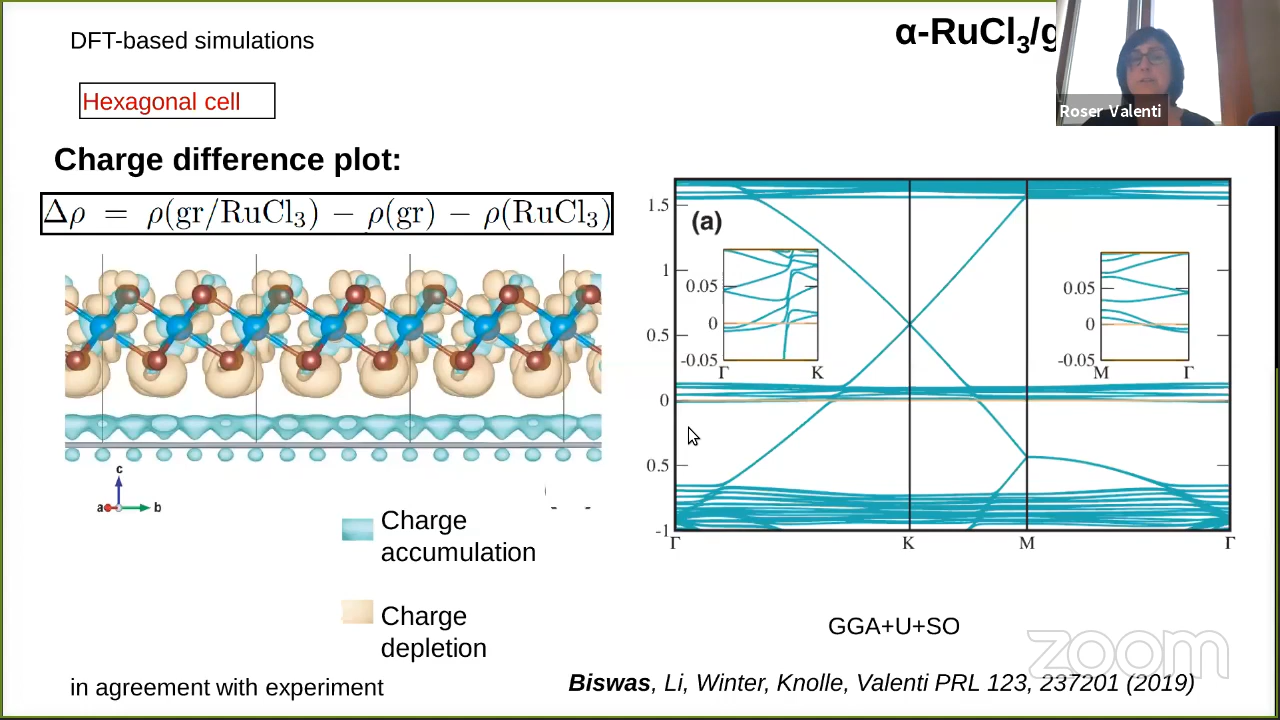 DFT-based simulations
α-RuCl₃/g
Roser Valenti
Hexagonal cell
Charge difference plot:
Δρ = ρ(gr/RuCl₃) − ρ(gr) − ρ(RuCl₃)
c
a
b
Charge
accumulation
Charge
depletion
in agreement with experiment
(a)
1.5
1
0.5
0
0.5
-1
Γ
K
M
Γ
0.05
0
-0.05
Γ
K
0.05
0
-0.05
M
Γ
GGA+U+SO
zoom
Biswas, Li, Winter, Knolle, Valenti PRL 123, 237201 (2019)